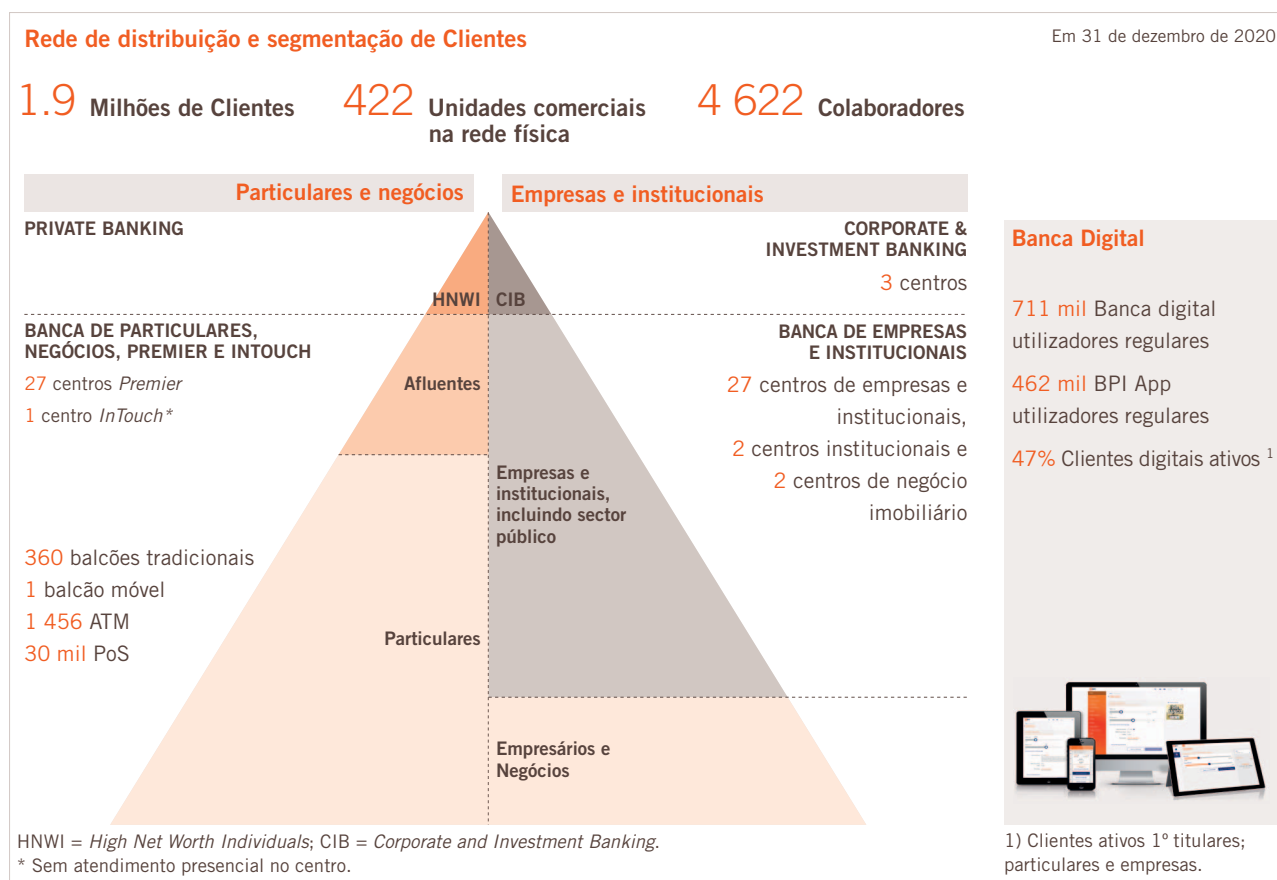 Rede de distribuição e segmentação de Clientes
Em 31 de dezembro de 2020
1.9 Milhões de Clientes
422 Unidades comerciais
na rede física
4 622 Colaboradores
Particulares e negócios
Empresas e institucionais
PRIVATE BANKING
HNWI
CIB
CORPORATE &
INVESTMENT BANKING
3 centros
BANCA DE PARTICULARES,
NEGÓCIOS, PREMIER E INTOUCH
27 centros Premier
1 centro InTouch*
Afluentes
BANCA DE EMPRESAS
E INSTITUCIONAIS
27 centros de empresas e
institucionais,
2 centros institucionais e
2 centros de negócio
imobiliário
Empresas e
institucionais,
incluindo sector
público
360 balcões tradicionais
1 balcão móvel
1 456 ATM
30 mil PoS
Particulares
Empresários e
Negócios
Banca Digital
711 mil Banca digital
utilizadores regulares
462 mil BPI App
utilizadores regulares
47% Clientes digitais ativos 1
HNWI = High Net Worth Individuals; CIB = Corporate and Investment Banking.
* Sem atendimento presencial no centro.
1) Clientes ativos 1º titulares;
particulares e empresas.